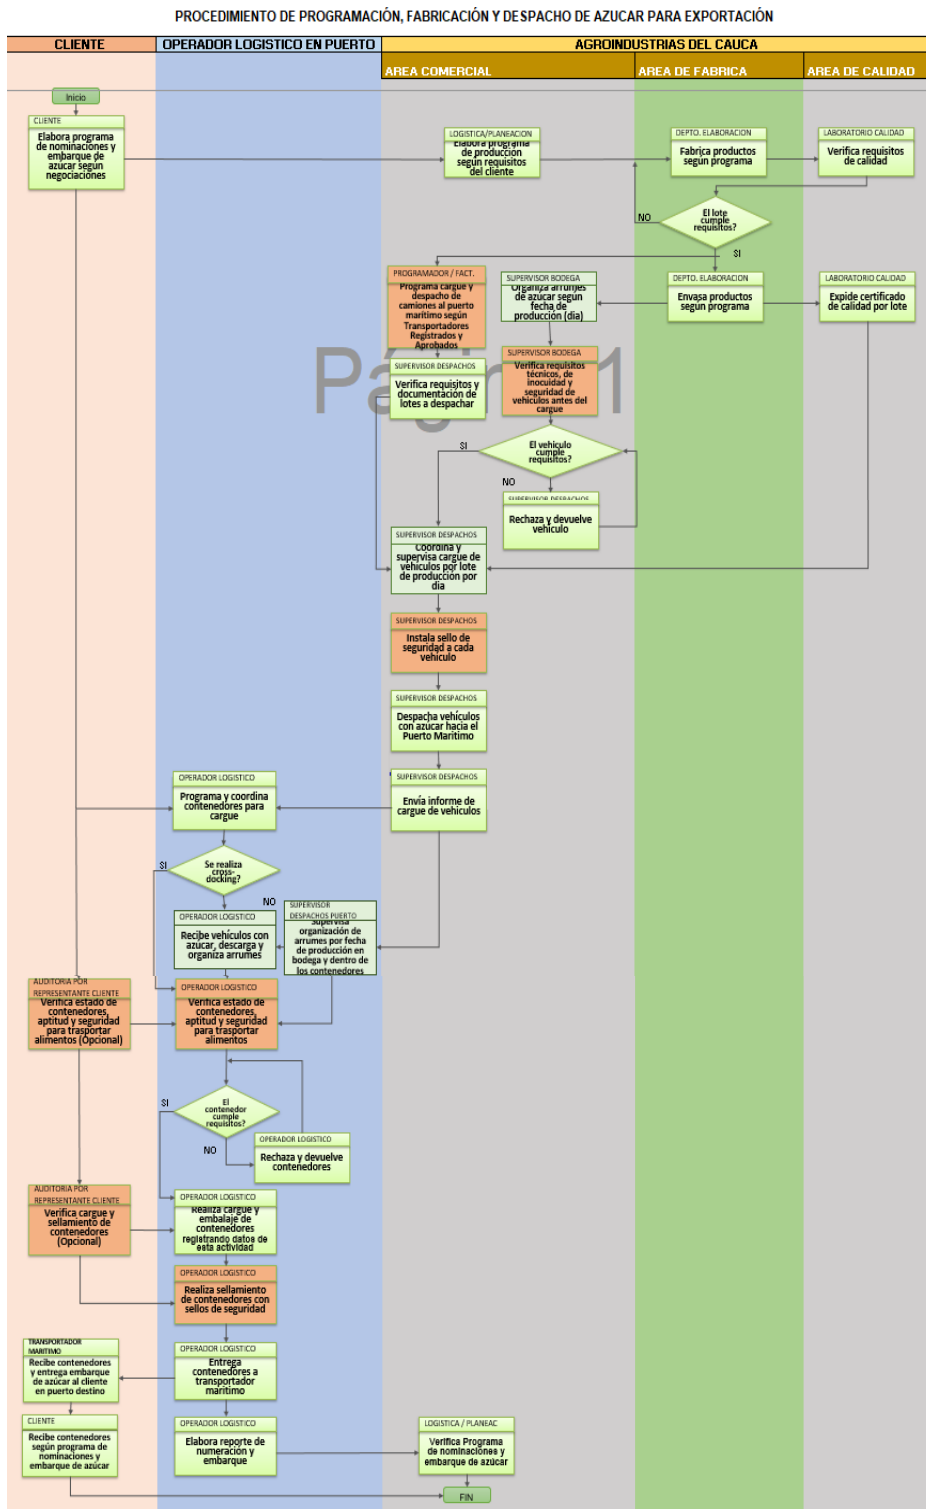 PROCEDIMIENTO DE PROGRAMACIÓN, FABRICACIÓN Y DESPACHO DE AZUCAR PARA EXPORTACIÓN
CLIENTE
OPERADOR LOGISTICO EN PUERTO
AGROINDUSTRIAS DEL CAUCA
AREA COMERCIAL
AREA DE FABRICA
AREA DE CALIDAD
Inicio
CLIENTE
Elabora programa
de nominaciones y
embarque de
azúcar según
negociaciones
LOGISTICA/PLANEACION
Elabora programa
de produccion
según requisitos
del cliente
DEPTO. ELABORACION
Fabrica productos
según programa
LABORATORIO CALIDAD
Verifica requisitos
de calidad
El lote
cumple
requisitos?
NO
SI
PROGRAMADOR / FACT.
Programa cargue y
despacho de
camiones al puerto
marítimo según
Transportadores
Registrados y
Aprobados
SUPERVISOR BODEGA
Organiza arrumes
de azucar según
fecha de
producción (dia)
DEPTO. ELABORACION
Envasa productos
según programa
LABORATORIO CALIDAD
Expide certificado
de calidad por lote
Página 1
SUPERVISOR DESPACHOS
Verifica requisitos y
documentación de
lotes a despachar
SUPERVISOR BODEGA
Verifica requisitos
técnicos, de
inocuidad y
seguridad de
vehiculos antes del
cargue
SI
El vehiculo
cumple
requisitos?
NO
SUPERVISOR DESPACHOS
Rechaza y devuelve
vehículo
SUPERVISOR DESPACHOS
Coordina y
supervisa cargue de
vehículos por lote
de producción por
dia
SUPERVISOR DESPACHOS
Instala sello de
seguridad a cada
vehículo
SUPERVISOR DESPACHOS
Despacha vehículos
con azúcar hacia el
Puerto Maritimo
OPERADOR LOGISTICO
Programa y coordina
contenedores para
cargue
SUPERVISOR DESPACHOS
Envía informe de
cargue de vehiculos
SI
Se realiza
cross-
docking?
NO
OPERADOR LOGISTICO
Recibe vehículos con
azúcar, descarga y
organiza arrumes
SUPERVISOR
DESPACHOS PUERTO
Supervisa
organización de
arrumes por fecha
de producción en
bodega y dentro de
los contenedores
AUDITORIA POR
REPRESENTANTE CLIENTE
Verifica estado de
contenedores,
aptitud y seguridad
para trasportar
alimentos (Opcional)
OPERADOR LOGISTICO
Verifica estado de
contenedores,
aptitud y seguridad
para trasportar
alimentos
SI
El
contenedor
cumple
requisitos?
NO
OPERADOR LOGISTICO
Rechaza y devuelve
contenedores
AUDITORIA POR
REPRESENTANTE CLIENTE
Verifica cargue y
sellamiento de
contenedores
(Opcional)
OPERADOR LOGISTICO
Realiza cargue y
embalaje de
contenedores
registrando datos de
esta actividad
OPERADOR LOGISTICO
Realiza sellamiento
de contenedores con
sellos de seguridad
TRANSPORTADOR
MARITIMO
Recibe contenedores
y entrega embarque
de azúcar al cliente
en puerto destino
OPERADOR LOGISTICO
Entrega
contenedores a
transportador
maritimo
CLIENTE
Recibe contenedores
según programa de
nominaciones y
embarque de azúcar
OPERADOR LOGISTICO
Elabora reporte de
numeración y
embarque
LOGISTICA / PLANEAC
Verifica Programa
de nominaciones y
embarque de azúcar
FIN